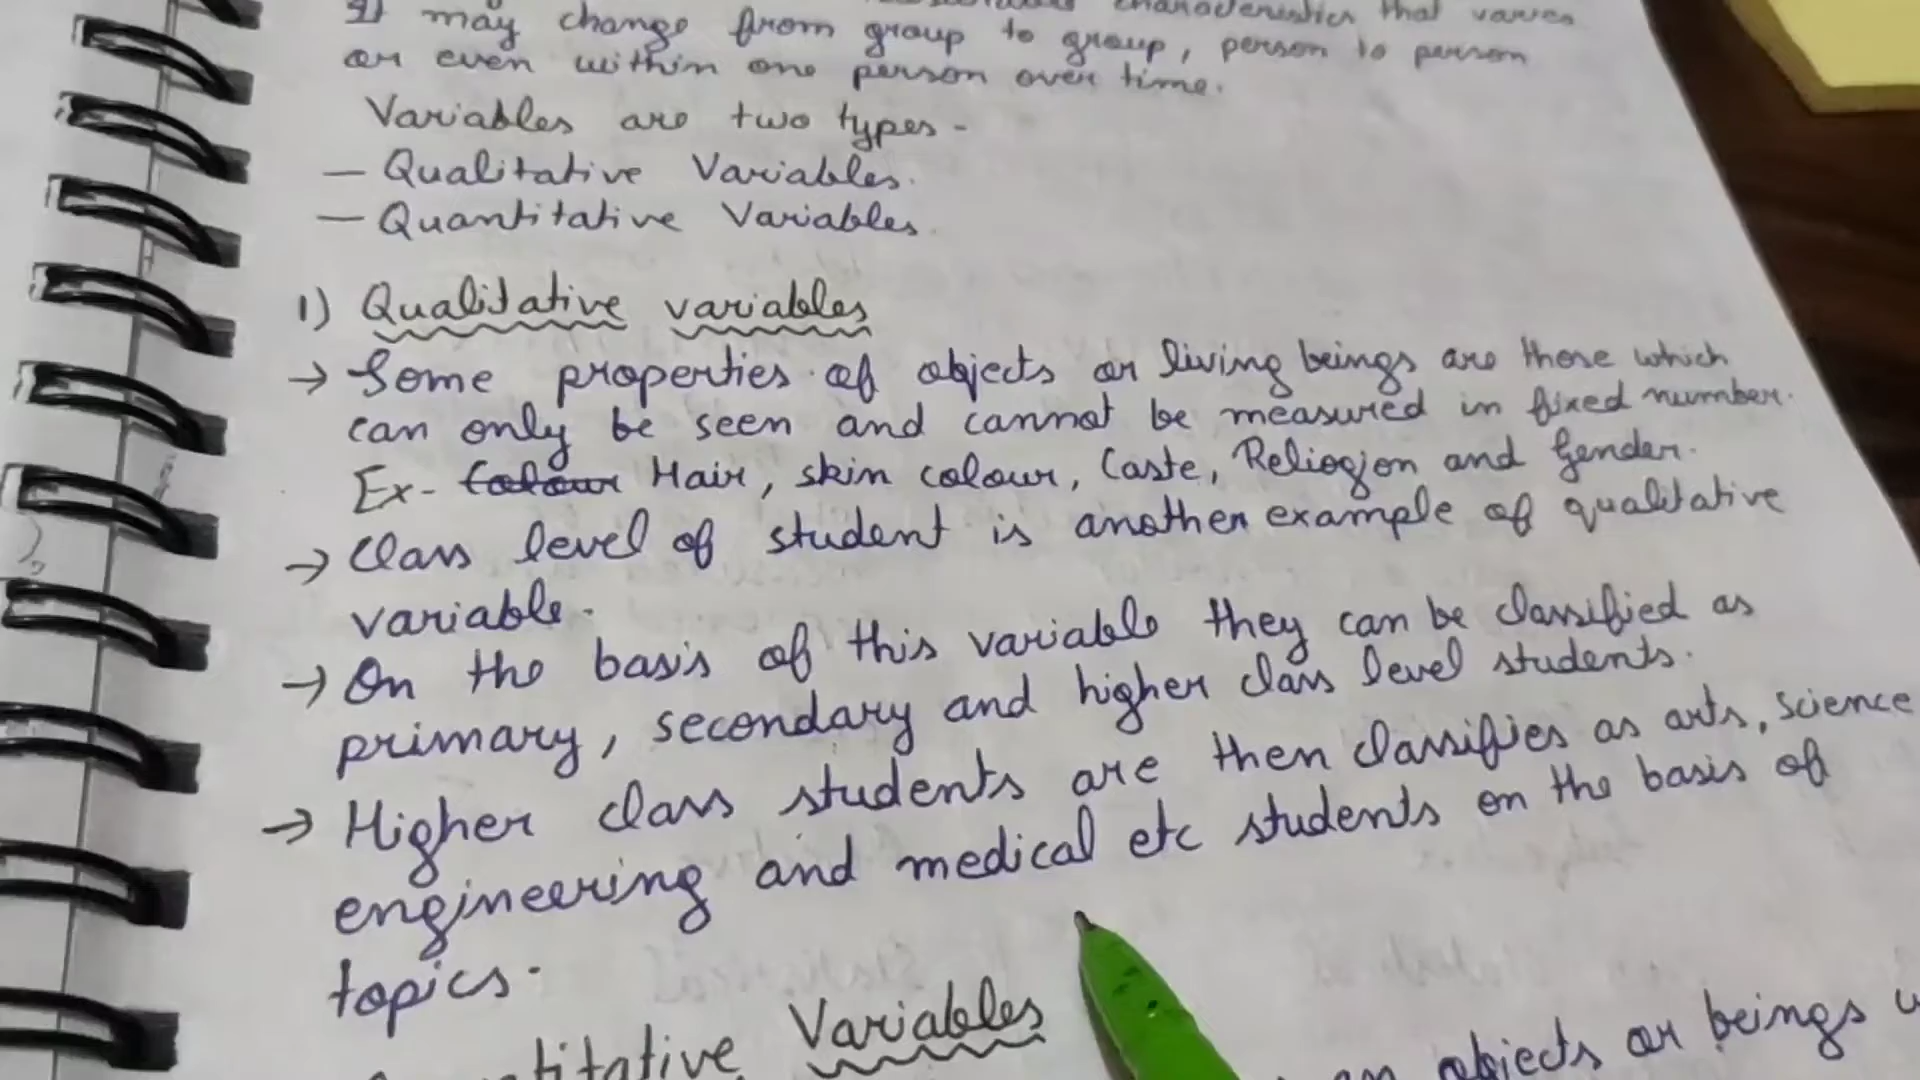 characteristics that varies
It may change from group to group, person to person
or even within one person over time.
Variables are two types -
— Qualitative Variables.
— Quantitative Variables
1) Qualitative variables
→ Some properties of objects or living beings are those which
can only be seen and cannot be measured in fixed number.
Ex- Colour Hair, skin colour, Caste, Religion and Gender.
→ Class level of student is another example of qualitative
variable.
→ On the basis of this variable they can be classified as
primary, secondary and higher class level students.
→ Higher class students are then classifies as arts, science
engineering and medical etc students on the basis of
topics.
titative Variables
objects or beings